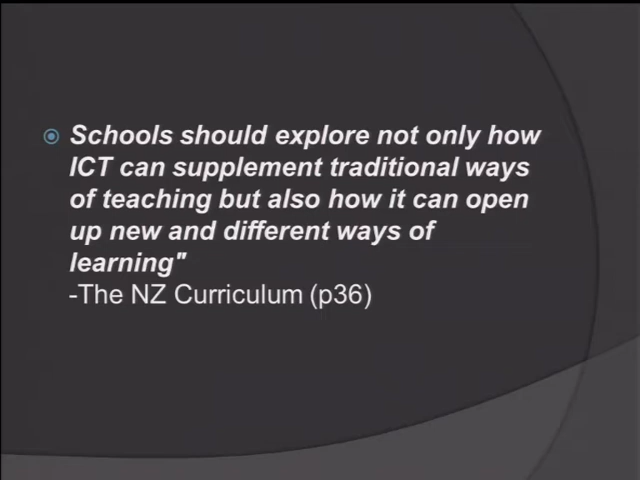 Schools should explore not only how
ICT can supplement traditional ways
of teaching but also how it can open
up new and different ways of
learning"
-The NZ Curriculum (p36)